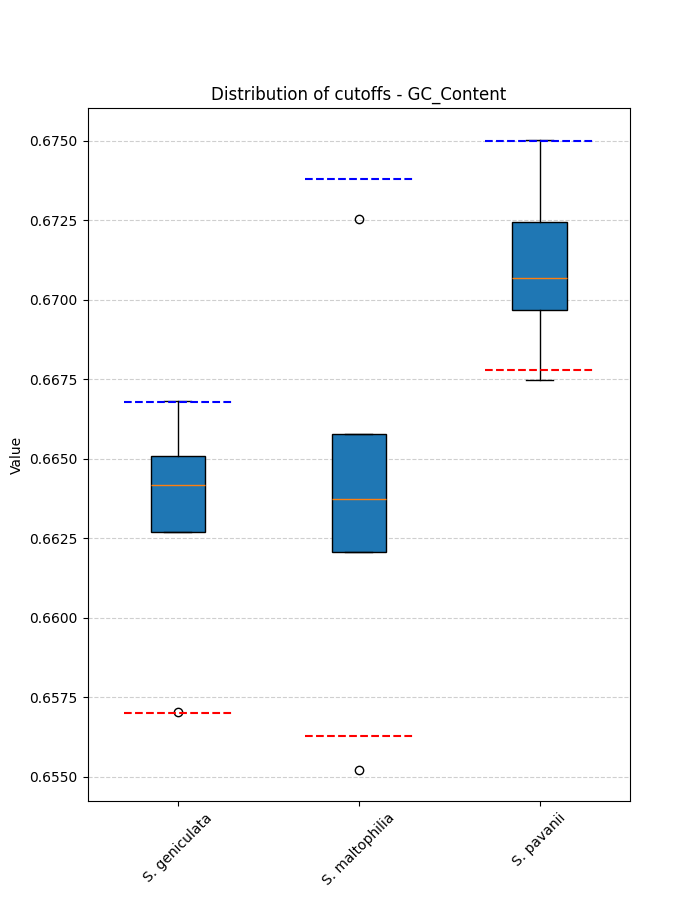 Distribution of cutoffs - GC_Content
0.6750
0.6725
0.6700
0.6675
0.6650
0.6625
0.6600
0.6575
0.6550
Value
S. geniculata
S. maltophilia
S. pavanii